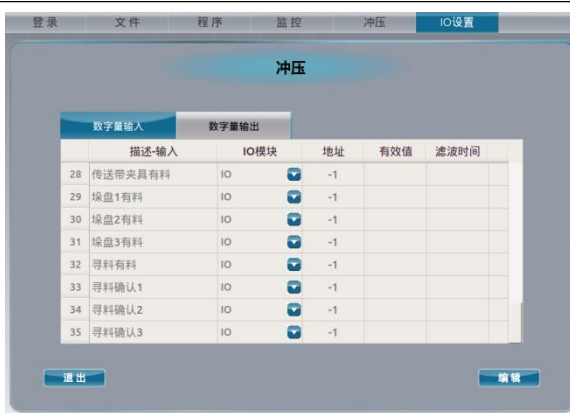 登录 文件 程序 监控 冲压 IO设置
冲压
数字量输入 数字量输出
描述-输入 IO模块 地址 有效值 滤波时间
28 传送带夹具有料 IO -1
29 垛盘1有料 IO -1
30 垛盘2有料 IO -1
31 垛盘3有料 IO -1
32 寻料有料 IO -1
33 寻料确认1 IO -1
34 寻料确认2 IO -1
35 寻料确认3 IO -1
退出 编辑